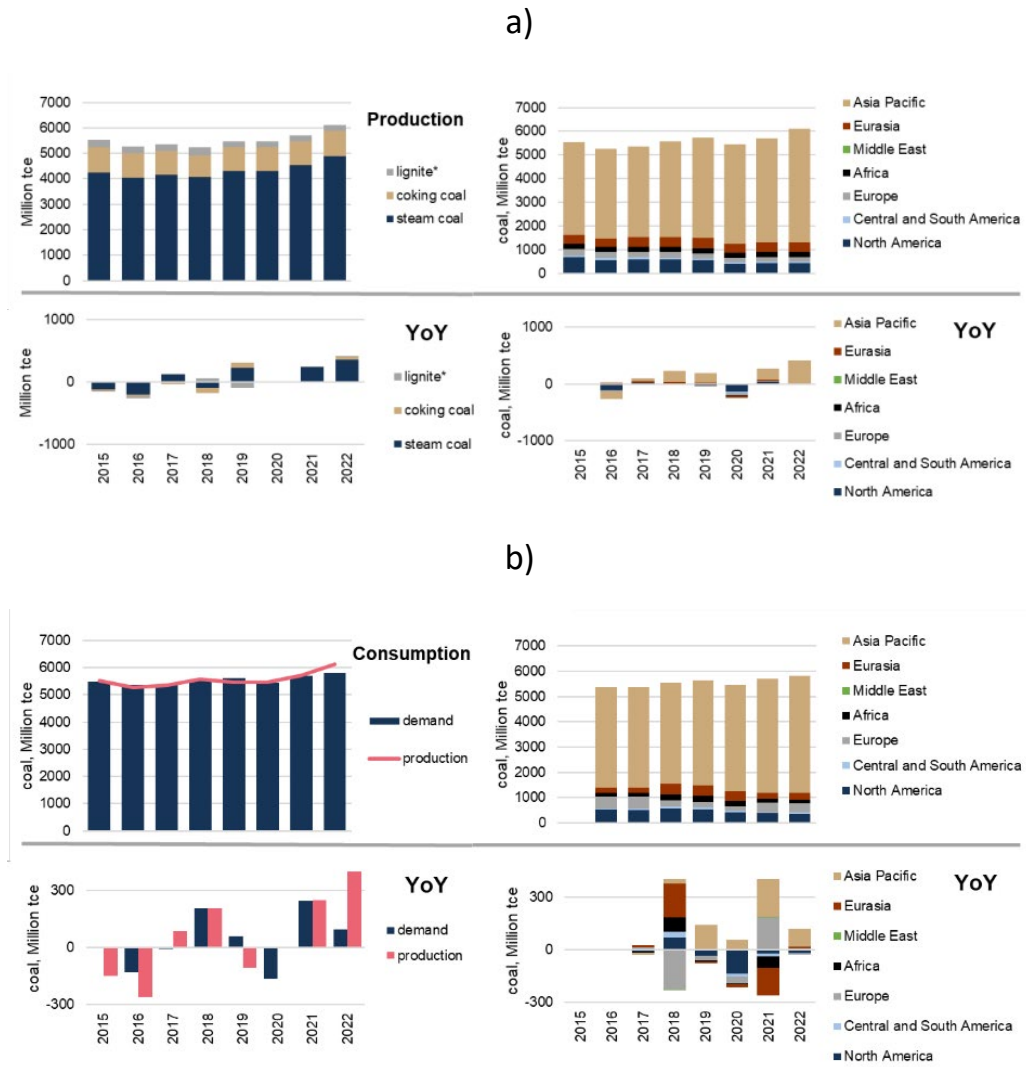 a)
Production
Million tce
7000
6000
5000
4000
3000
2000
1000
0
lignite*
coking coal
steam coal
coal, Million tce
7000
6000
5000
4000
3000
2000
1000
0
Asia Pacific
Eurasia
Middle East
Africa
Europe
Central and South America
North America
YoY
Million tce
1000
0
-1000
2015
2016
2017
2018
2019
2020
2021
2022
lignite*
coking coal
steam coal
YoY
coal, Million tce
1000
0
-1000
2015
2016
2017
2018
2019
2020
2021
2022
Asia Pacific
Eurasia
Middle East
Africa
Europe
Central and South America
North America
b)
Consumption
coal, Million tce
7000
6000
5000
4000
3000
2000
1000
0
demand
production
coal, Million tce
7000
6000
5000
4000
3000
2000
1000
0
Asia Pacific
Eurasia
Middle East
Africa
Europe
Central and South America
North America
YoY
coal, Million tce
300
0
-300
2015
2016
2017
2018
2019
2020
2021
2022
demand
production
YoY
coal, Million tce
300
0
-300
2015
2016
2017
2018
2019
2020
2021
2022
Asia Pacific
Eurasia
Middle East
Africa
Europe
Central and South America
North America